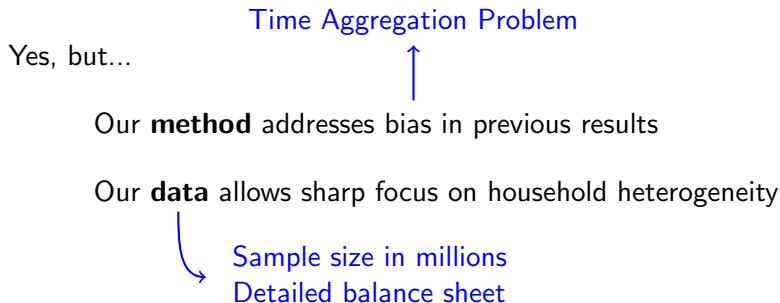 Time Aggregation Problem
Yes, but...
Our method addresses bias in previous results
Our data allows sharp focus on household heterogeneity
Sample size in millions
Detailed balance sheet